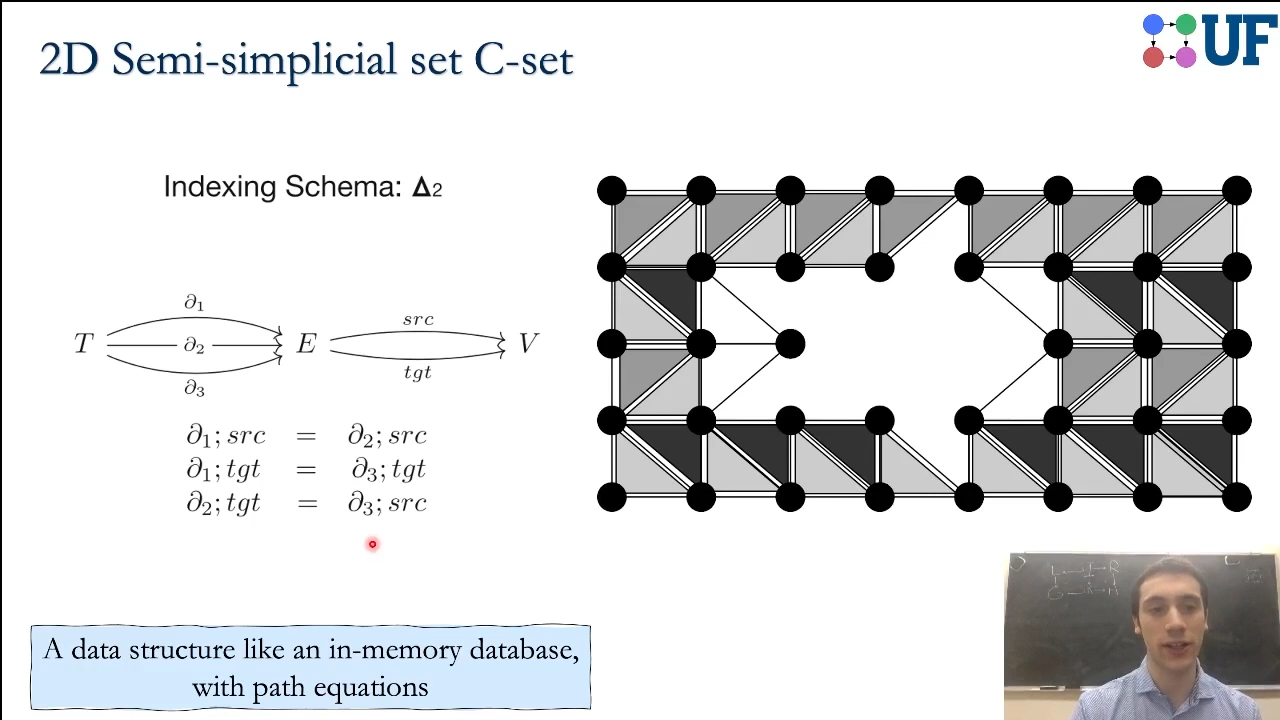 2D Semi-simplicial set C-set
UF
Indexing Schema: Δ2
∂1
T ∂2 E src V
∂3 tgt
∂1; src = ∂2; src
∂1; tgt = ∂3; tgt
∂2; tgt = ∂3; src
A data structure like an in-memory database,
with path equations